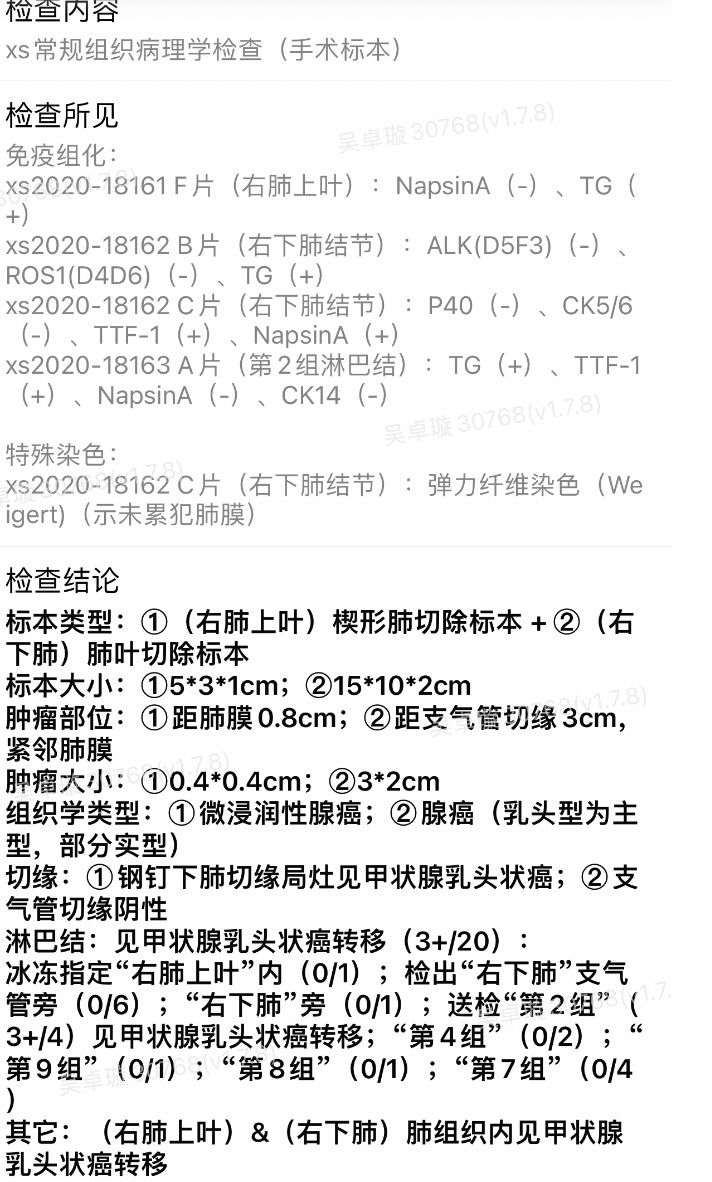 检查内容
xs常规组织病理学检查（手术标本）
检查所见
吴卓璇 30768(v1.7.8)
免疫组化：
xs2020-18161 F片（右肺上叶）：NapsinA（-）、TG（
+）
xs2020-18162 B片（右下肺结节）：ALK(D5F3)（-）、
ROS1(D4D6)（-）、TG（+）
xs2020-18162 C片（右下肺结节）：P40（-）、CK5/6
（-）、TTF-1（+）、NapsinA（+）
xs2020-18163 A片（第2组淋巴结）：TG（+）、TTF-1
（+）、NapsinA（-）、CK14（-）
吴卓璇 30768(v1.7.8)
特殊染色：
xs2020-18162 C片（右下肺结节）：弹力纤维染色（We
igert)（示未累犯肺膜）
检查结论
标本类型：①（右肺上叶）楔形肺切除标本 + ②（右
下肺）肺叶切除标本
标本大小：①5*3*1cm；②15*10*2cm
肿瘤部位：①距肺膜0.8cm；②距支气管切缘3cm，
紧邻肺膜
肿瘤大小：①0.4*0.4cm；②3*2cm
组织学类型：①微浸润性腺癌；②腺癌（乳头型为主
型，部分实型）
切缘：①钢钉下肺切缘局灶见甲状腺乳头状癌；②支
气管切缘阴性
淋巴结：见甲状腺乳头状癌转移（3+/20）：
冰冻指定“右肺上叶”内（0/1）；检出“右下肺”支气
管旁（0/6）；“右下肺”旁（0/1）；送检“第2组”（
3+/4）见甲状腺乳头状癌转移；“第4组”（0/2）；“
第9组”（0/1）；“第8组”（0/1）；“第7组”（0/4
）
其它：（右肺上叶）&（右下肺）肺组织内见甲状腺
乳头状癌转移